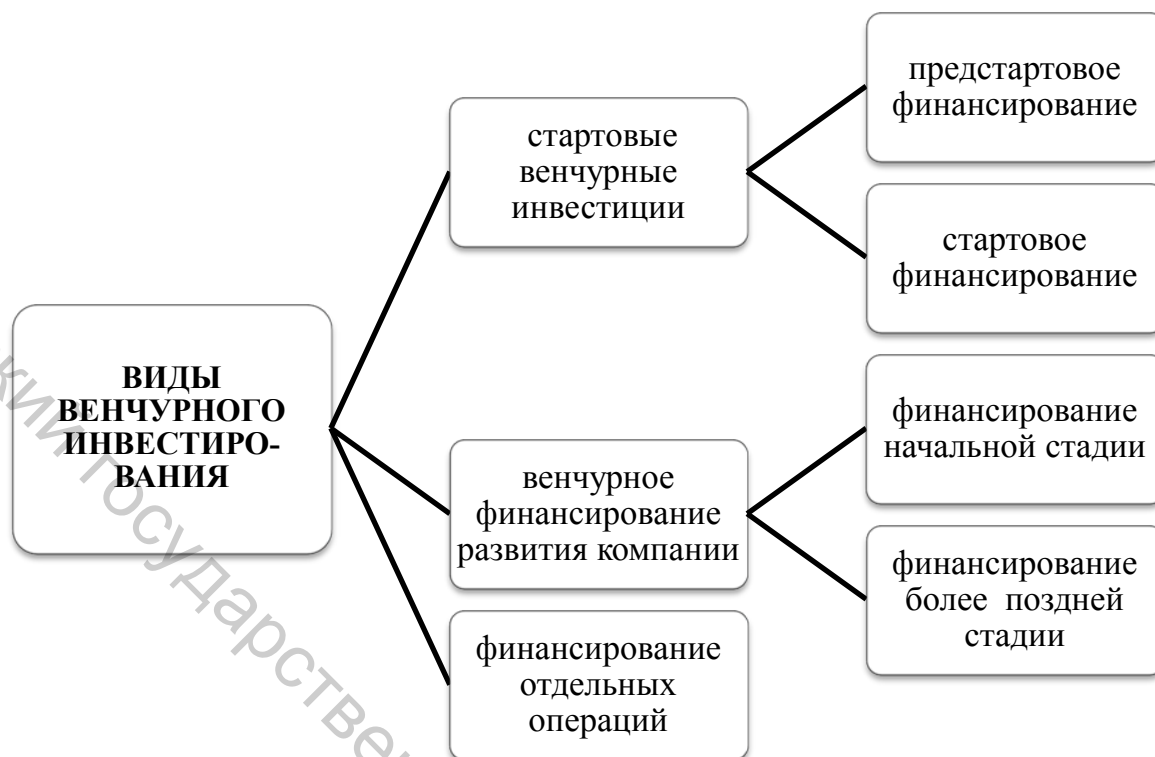 ВИДЫ
ВЕНЧУРНОГО
ИНВЕСТИРО-
ВАНИЯ
стартовые
венчурные
инвестиции
предстартовое
финансирование
стартовое
финансирование
венчурное
финансирование
развития компании
финансирование
начальной стадии
финансирование
более поздней
стадии
финансирование
отдельных
операций